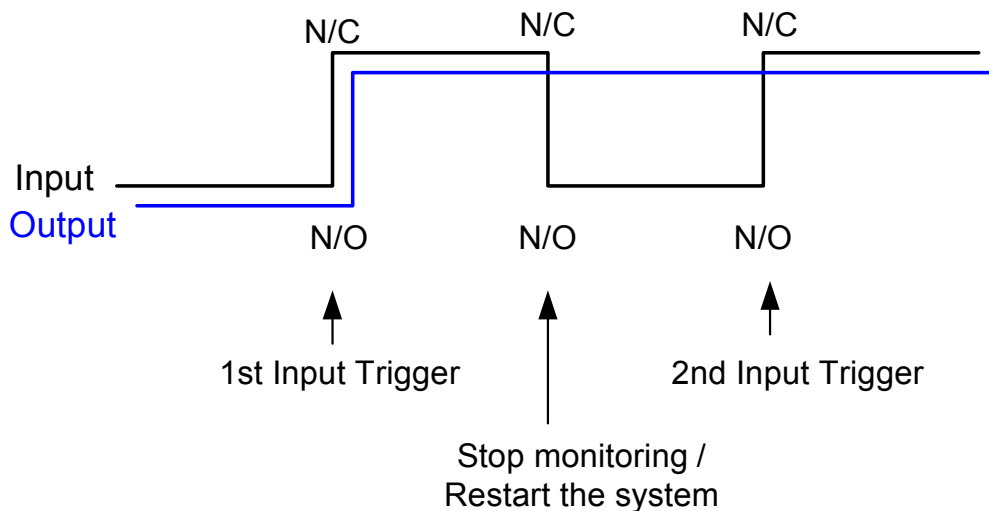 N/C N/C N/C
Input
Output
N/O N/O N/O
1st Input Trigger 2nd Input Trigger
Stop monitoring /
Restart the system